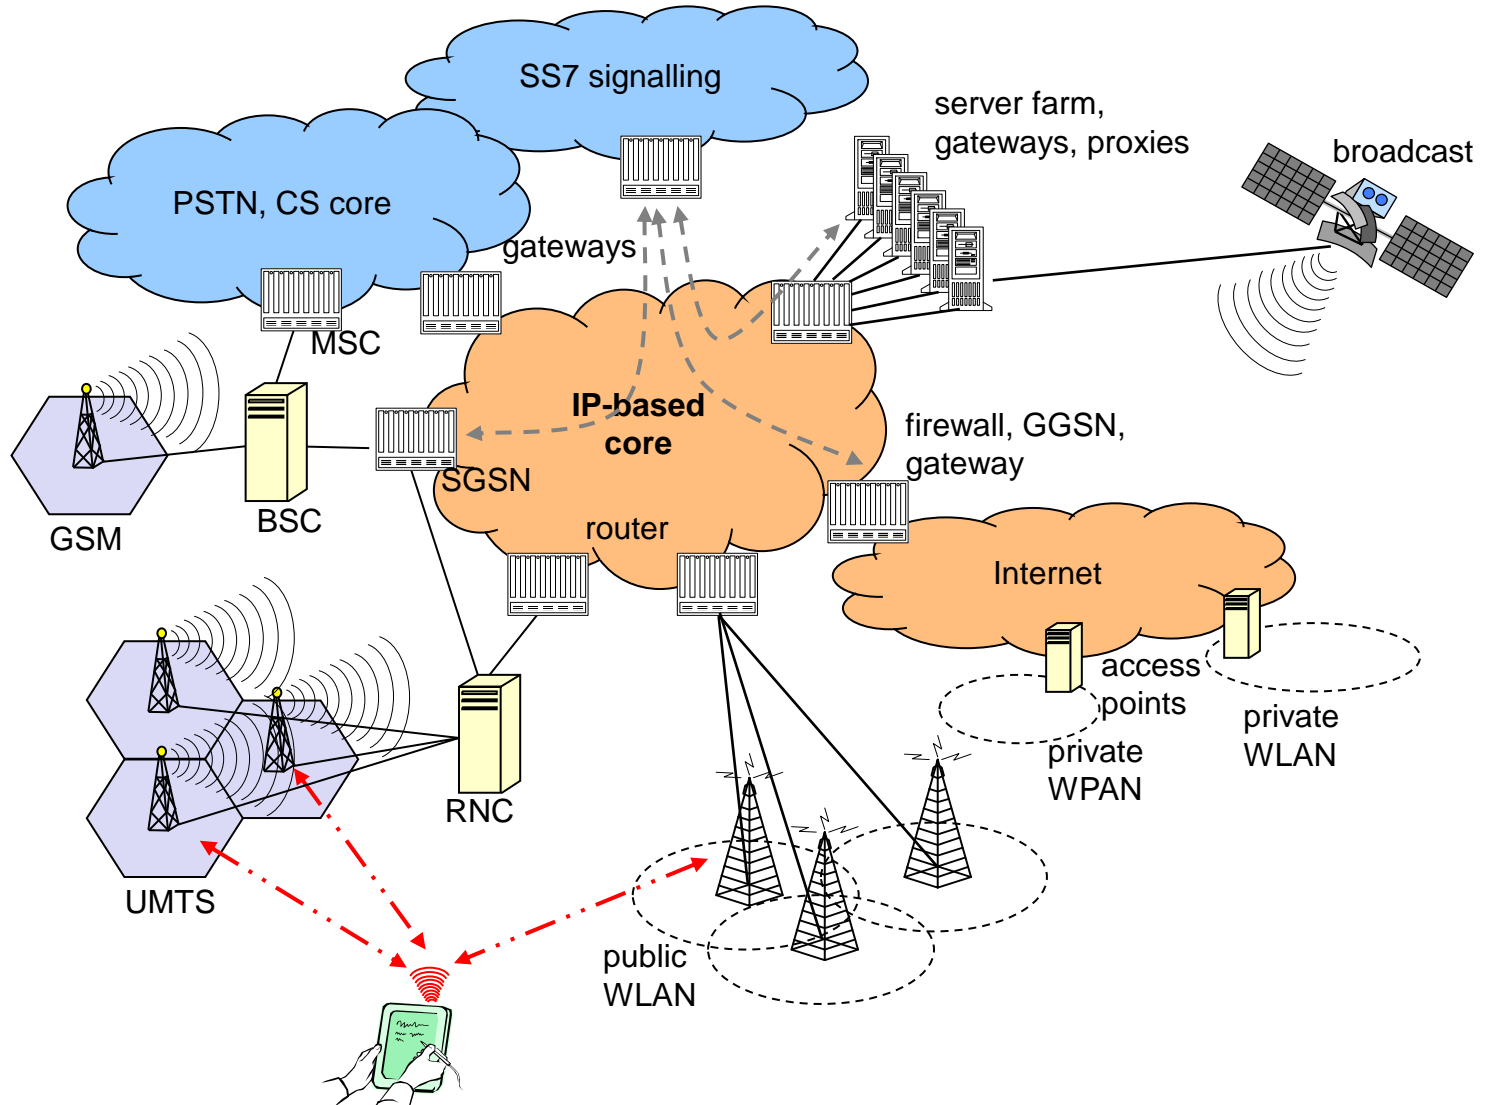 SS7 signalling
server farm,
gateways, proxies
broadcast
PSTN, CS core
gateways
MSC
IP-based
core
firewall, GGSN,
gateway
SGSN
GSM
BSC
router
Internet
access
points
private
WLAN
private
WPAN
RNC
UMTS
public
WLAN